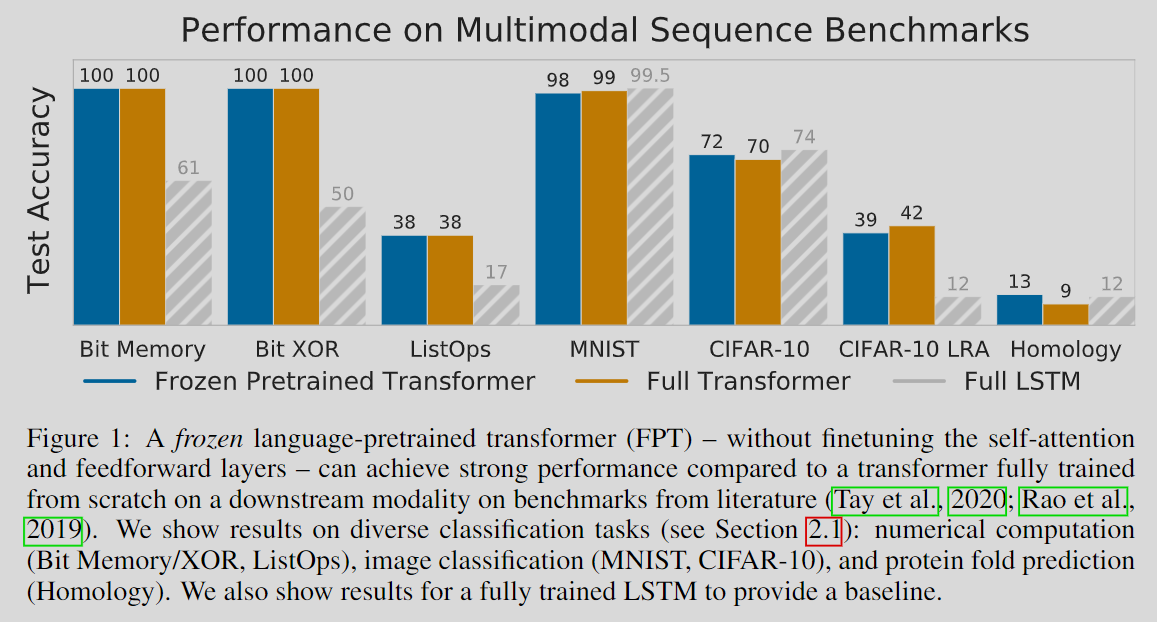 Performance on Multimodal Sequence Benchmarks
Test Accuracy
100 100 61
100 100 50
38 38 17
98 99 99.5
72 70 74
39 42 12
13 9 12
Bit Memory Bit XOR ListOps MNIST CIFAR-10 CIFAR-10 LRA Homology
Frozen Pretrained Transformer Full Transformer Full LSTM
Figure 1: A frozen language-pretrained transformer (FPT) – without finetuning the self-attention
and feedforward layers – can achieve strong performance compared to a transformer fully trained
from scratch on a downstream modality on benchmarks from literature (Tay et al., 2020; Rao et al.,
2019). We show results on diverse classification tasks (see Section 2.1): numerical computation
(Bit Memory/XOR, ListOps), image classification (MNIST, CIFAR-10), and protein fold prediction
(Homology). We also show results for a fully trained LSTM to provide a baseline.